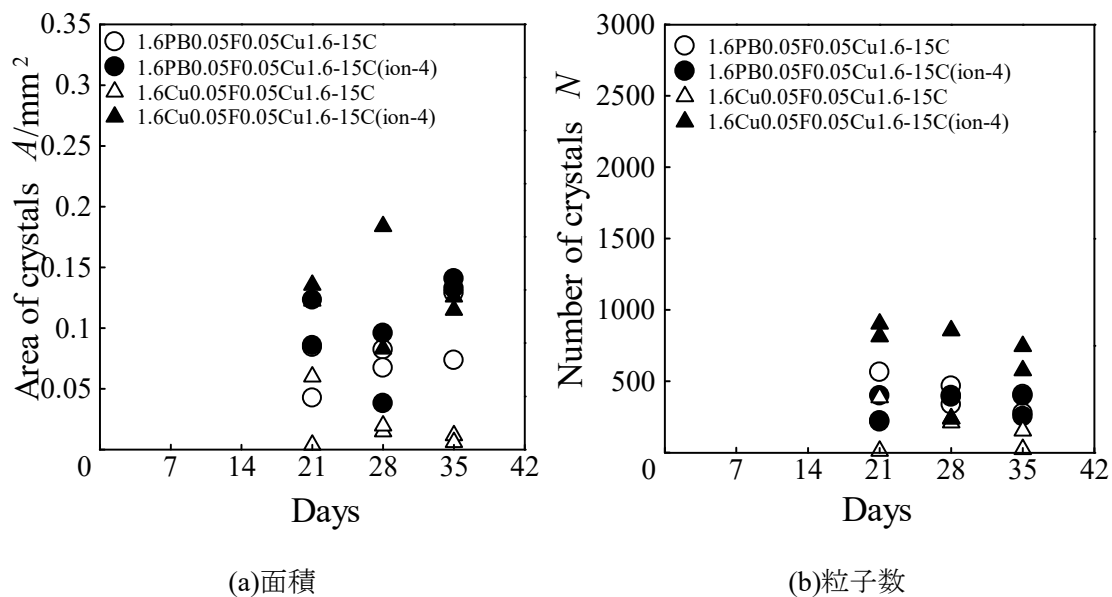 0.35
0.3
0.25
0.2
0.15
0.1
0.05
0
Area of crystals A/mm²
1.6PB0.05F0.05Cu1.6-15C
1.6PB0.05F0.05Cu1.6-15C(ion-4)
1.6Cu0.05F0.05Cu1.6-15C
1.6Cu0.05F0.05Cu1.6-15C(ion-4)
7 14 21 28 35 42
Days
(a)面積
3000
2500
2000
1500
1000
500
0
Number of crystals N
1.6PB0.05F0.05Cu1.6-15C
1.6PB0.05F0.05Cu1.6-15C(ion-4)
1.6Cu0.05F0.05Cu1.6-15C
1.6Cu0.05F0.05Cu1.6-15C(ion-4)
7 14 21 28 35 42
Days
(b)粒子数